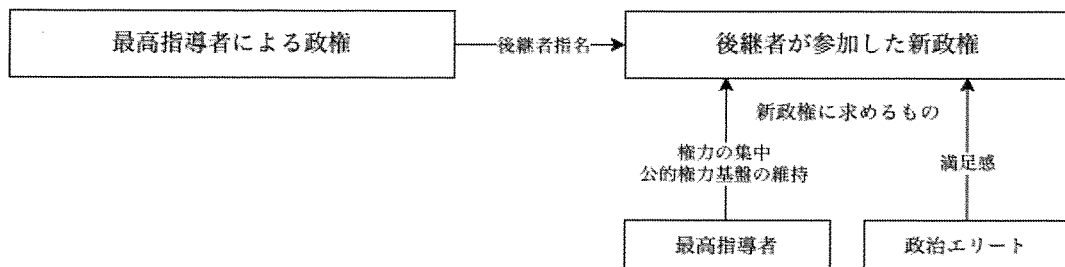 最高指導者による政権
後継者指名
後継者が参加した新政権
新政権に求めるもの
権力の集中
公的権力基盤の維持
満足感
最高指導者
政治エリート